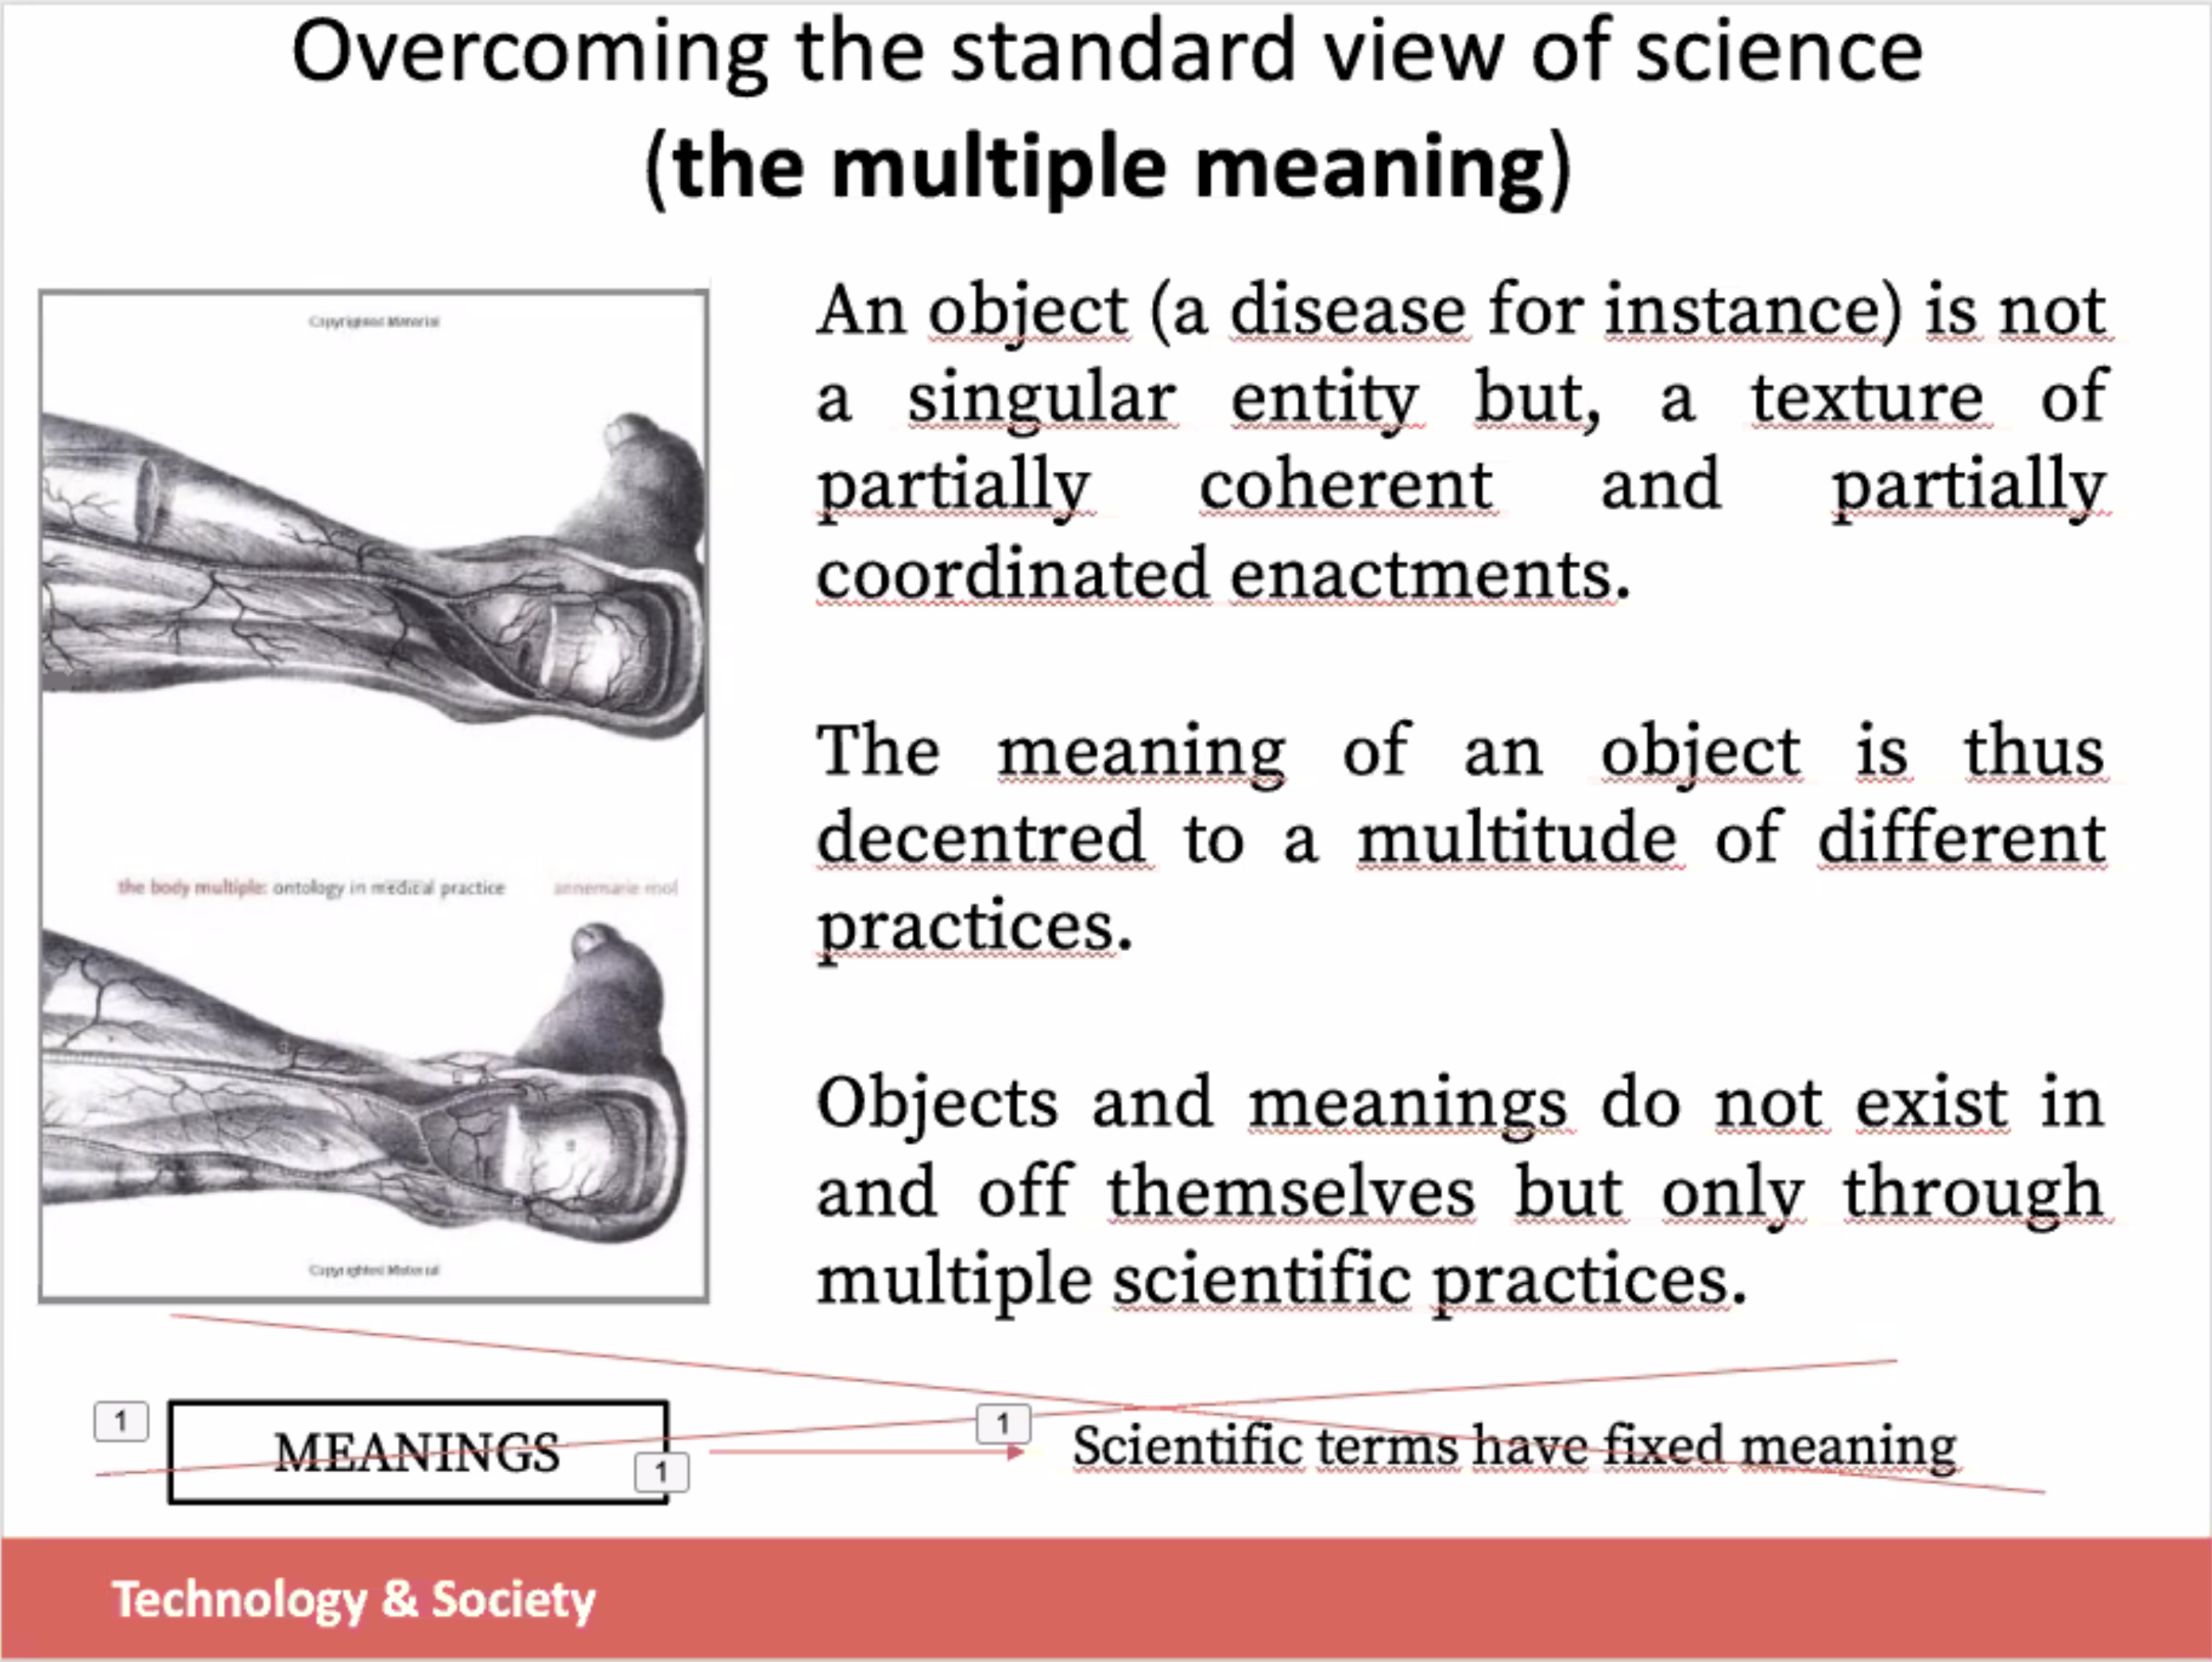 Overcoming the standard view of science
(the multiple meaning)
Copyrighted Material
the body multiple: ontology in medical practice annemarie mol
Copyrighted Material
An object (a disease for instance) is not
a singular entity but, a texture of
partially coherent and partially
coordinated enactments.
The meaning of an object is thus
decentred to a multitude of different
practices.
Objects and meanings do not exist in
and off themselves but only through
multiple scientific practices.
1
MEANINGS
1
1
Scientific terms have fixed meaning
Technology & Society